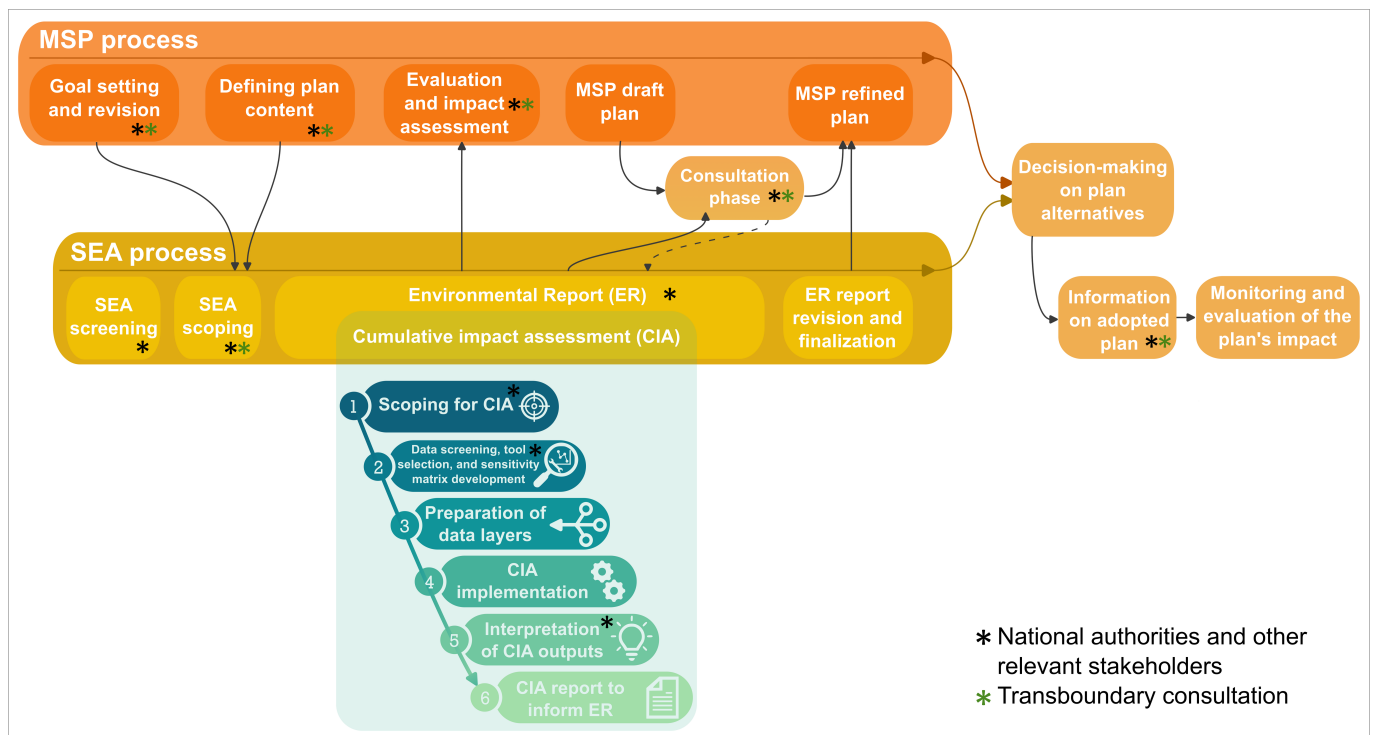 MSP process
Goal setting
and revision
**
Defining plan
content
**
Evaluation
and impact
assessment
**
MSP draft
plan
MSP refined
plan
Consultation
phase
**
Decision-making
on plan
alternatives
SEA process
SEA
screening
*
SEA
scoping
**
Environmental Report (ER) *
Cumulative impact assessment (CIA)
ER report
revision and
finalization
Information
on adopted
plan **
Monitoring and
evaluation of the
plan's impact
1 Scoping for CIA *
2
Data screening, tool *
selection, and sensitivity
matrix development
3
Preparation of
data layers
4
CIA
implementation
5
Interpretation *
of CIA outputs
6
CIA report to
inform ER
* National authorities and other
relevant stakeholders
* Transboundary consultation